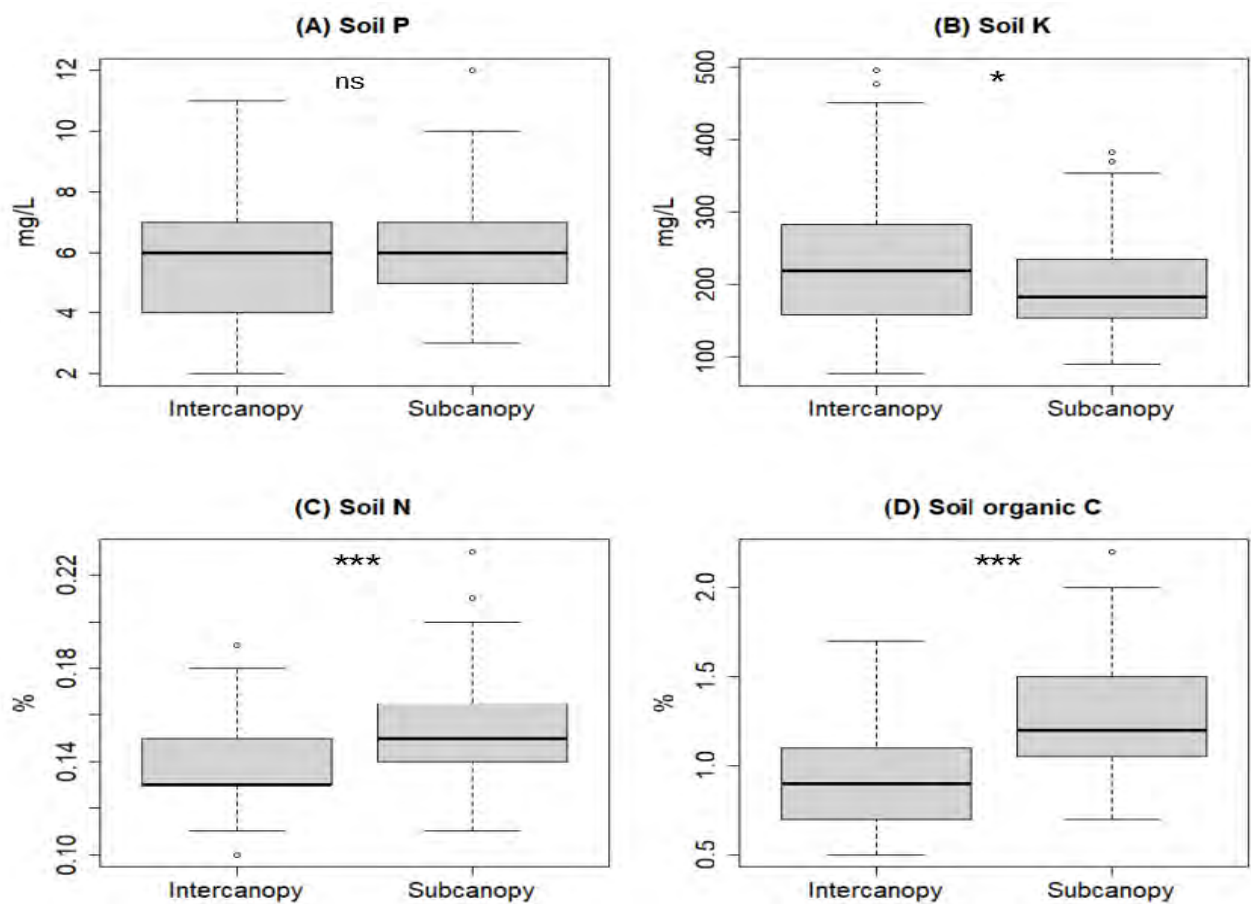 (A) Soil P
ns
mg/L
12
10
8
6
4
2
Intercanopy Subcanopy
(B) Soil K
*
mg/L
500
400
300
200
100
Intercanopy Subcanopy
(C) Soil N
***
%
0.22
0.18
0.14
0.10
Intercanopy Subcanopy
(D) Soil organic C
***
%
2.0
1.5
1.0
0.5
Intercanopy Subcanopy